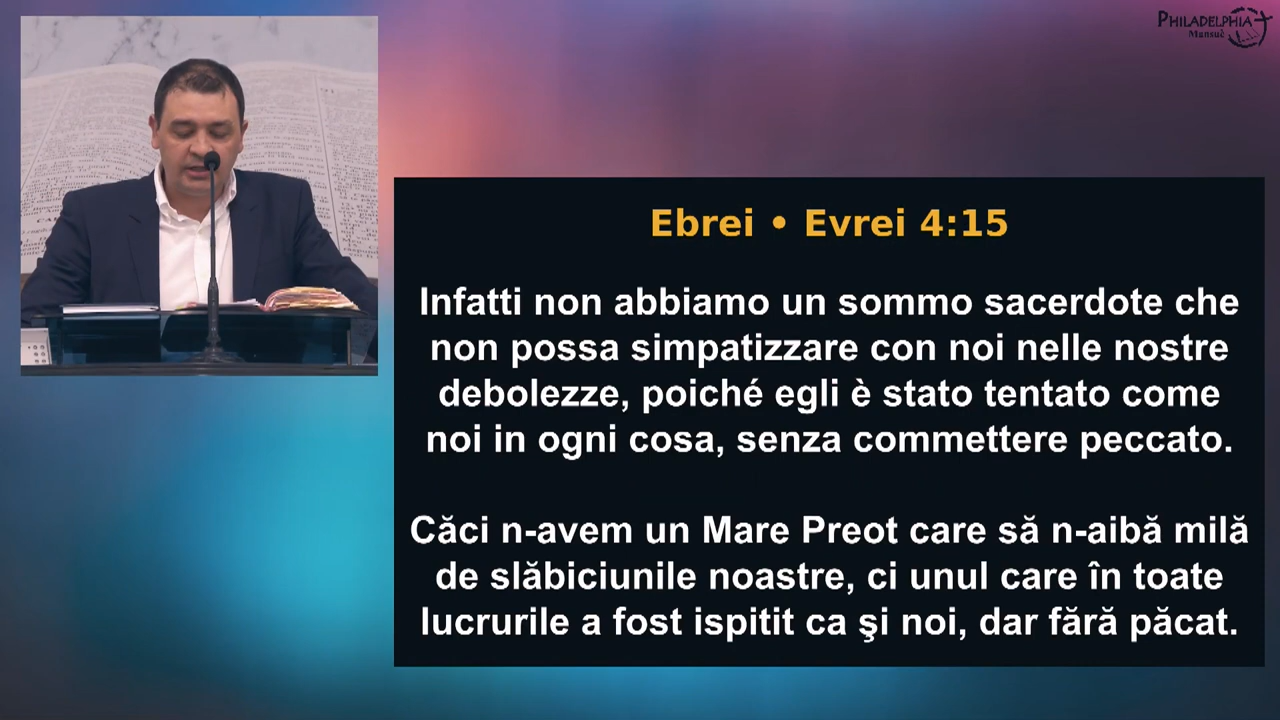 PHILADELPHIA
Mansuè
Ebrei • Evrei 4:15
Infatti non abbiamo un sommo sacerdote che
non possa simpatizzare con noi nelle nostre
debolezze, poiché egli è stato tentato come
noi in ogni cosa, senza commettere peccato.
Căci n-avem un Mare Preot care să n-aibă milă
de slăbiciunile noastre, ci unul care în toate
lucrurile a fost ispitit ca şi noi, dar fără păcat.